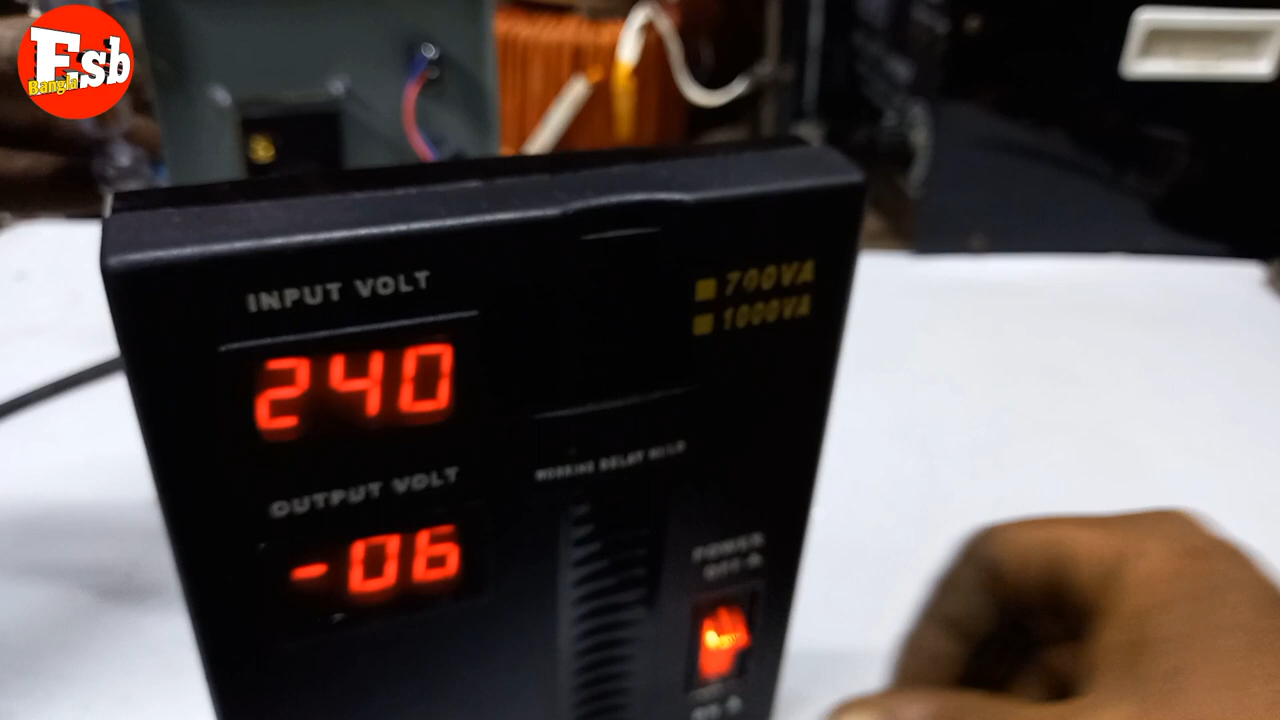 Esb
Bangla
INPUT VOLT
700VA
1000VA
240
OUTPUT VOLT
-06
POWER